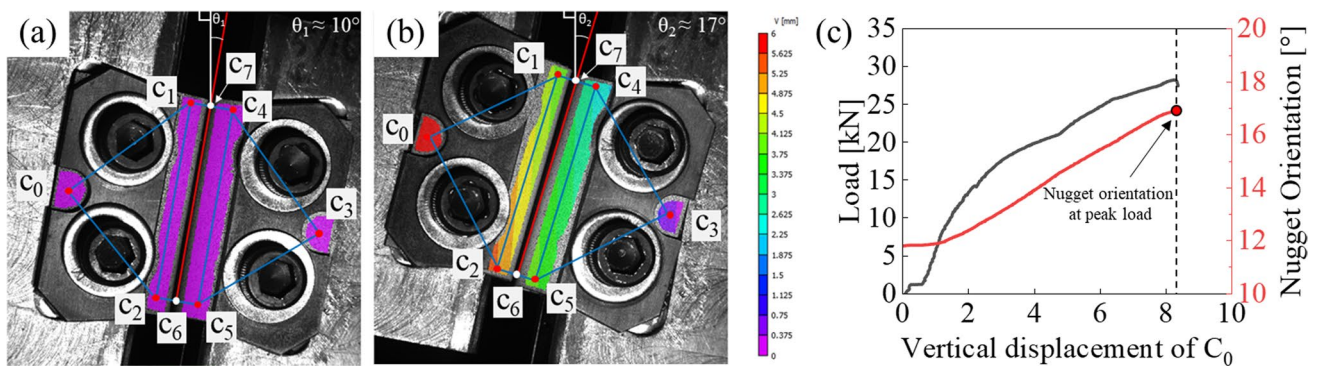 (a)
θ₁
θ₁≈ 10°
c₁
c₇
c₄
c₀
c₃
c₂
c₆
c₅
(b)
θ₂
θ₂≈ 17°
c₁
c₇
c₄
c₀
c₃
c₂
c₆
c₅
V [mm]
6
5.625
5.25
4.875
4.5
4.125
3.75
3.375
3
2.625
2.25
1.875
1.5
1.125
0.75
0.375
0
(c)
35
30
25
20
15
10
5
0
Load [kN]
20
18
16
14
12
10
Nugget Orientation [°]
Nugget orientation
at peak load
0 2 4 6 8 10
Vertical displacement of C₀